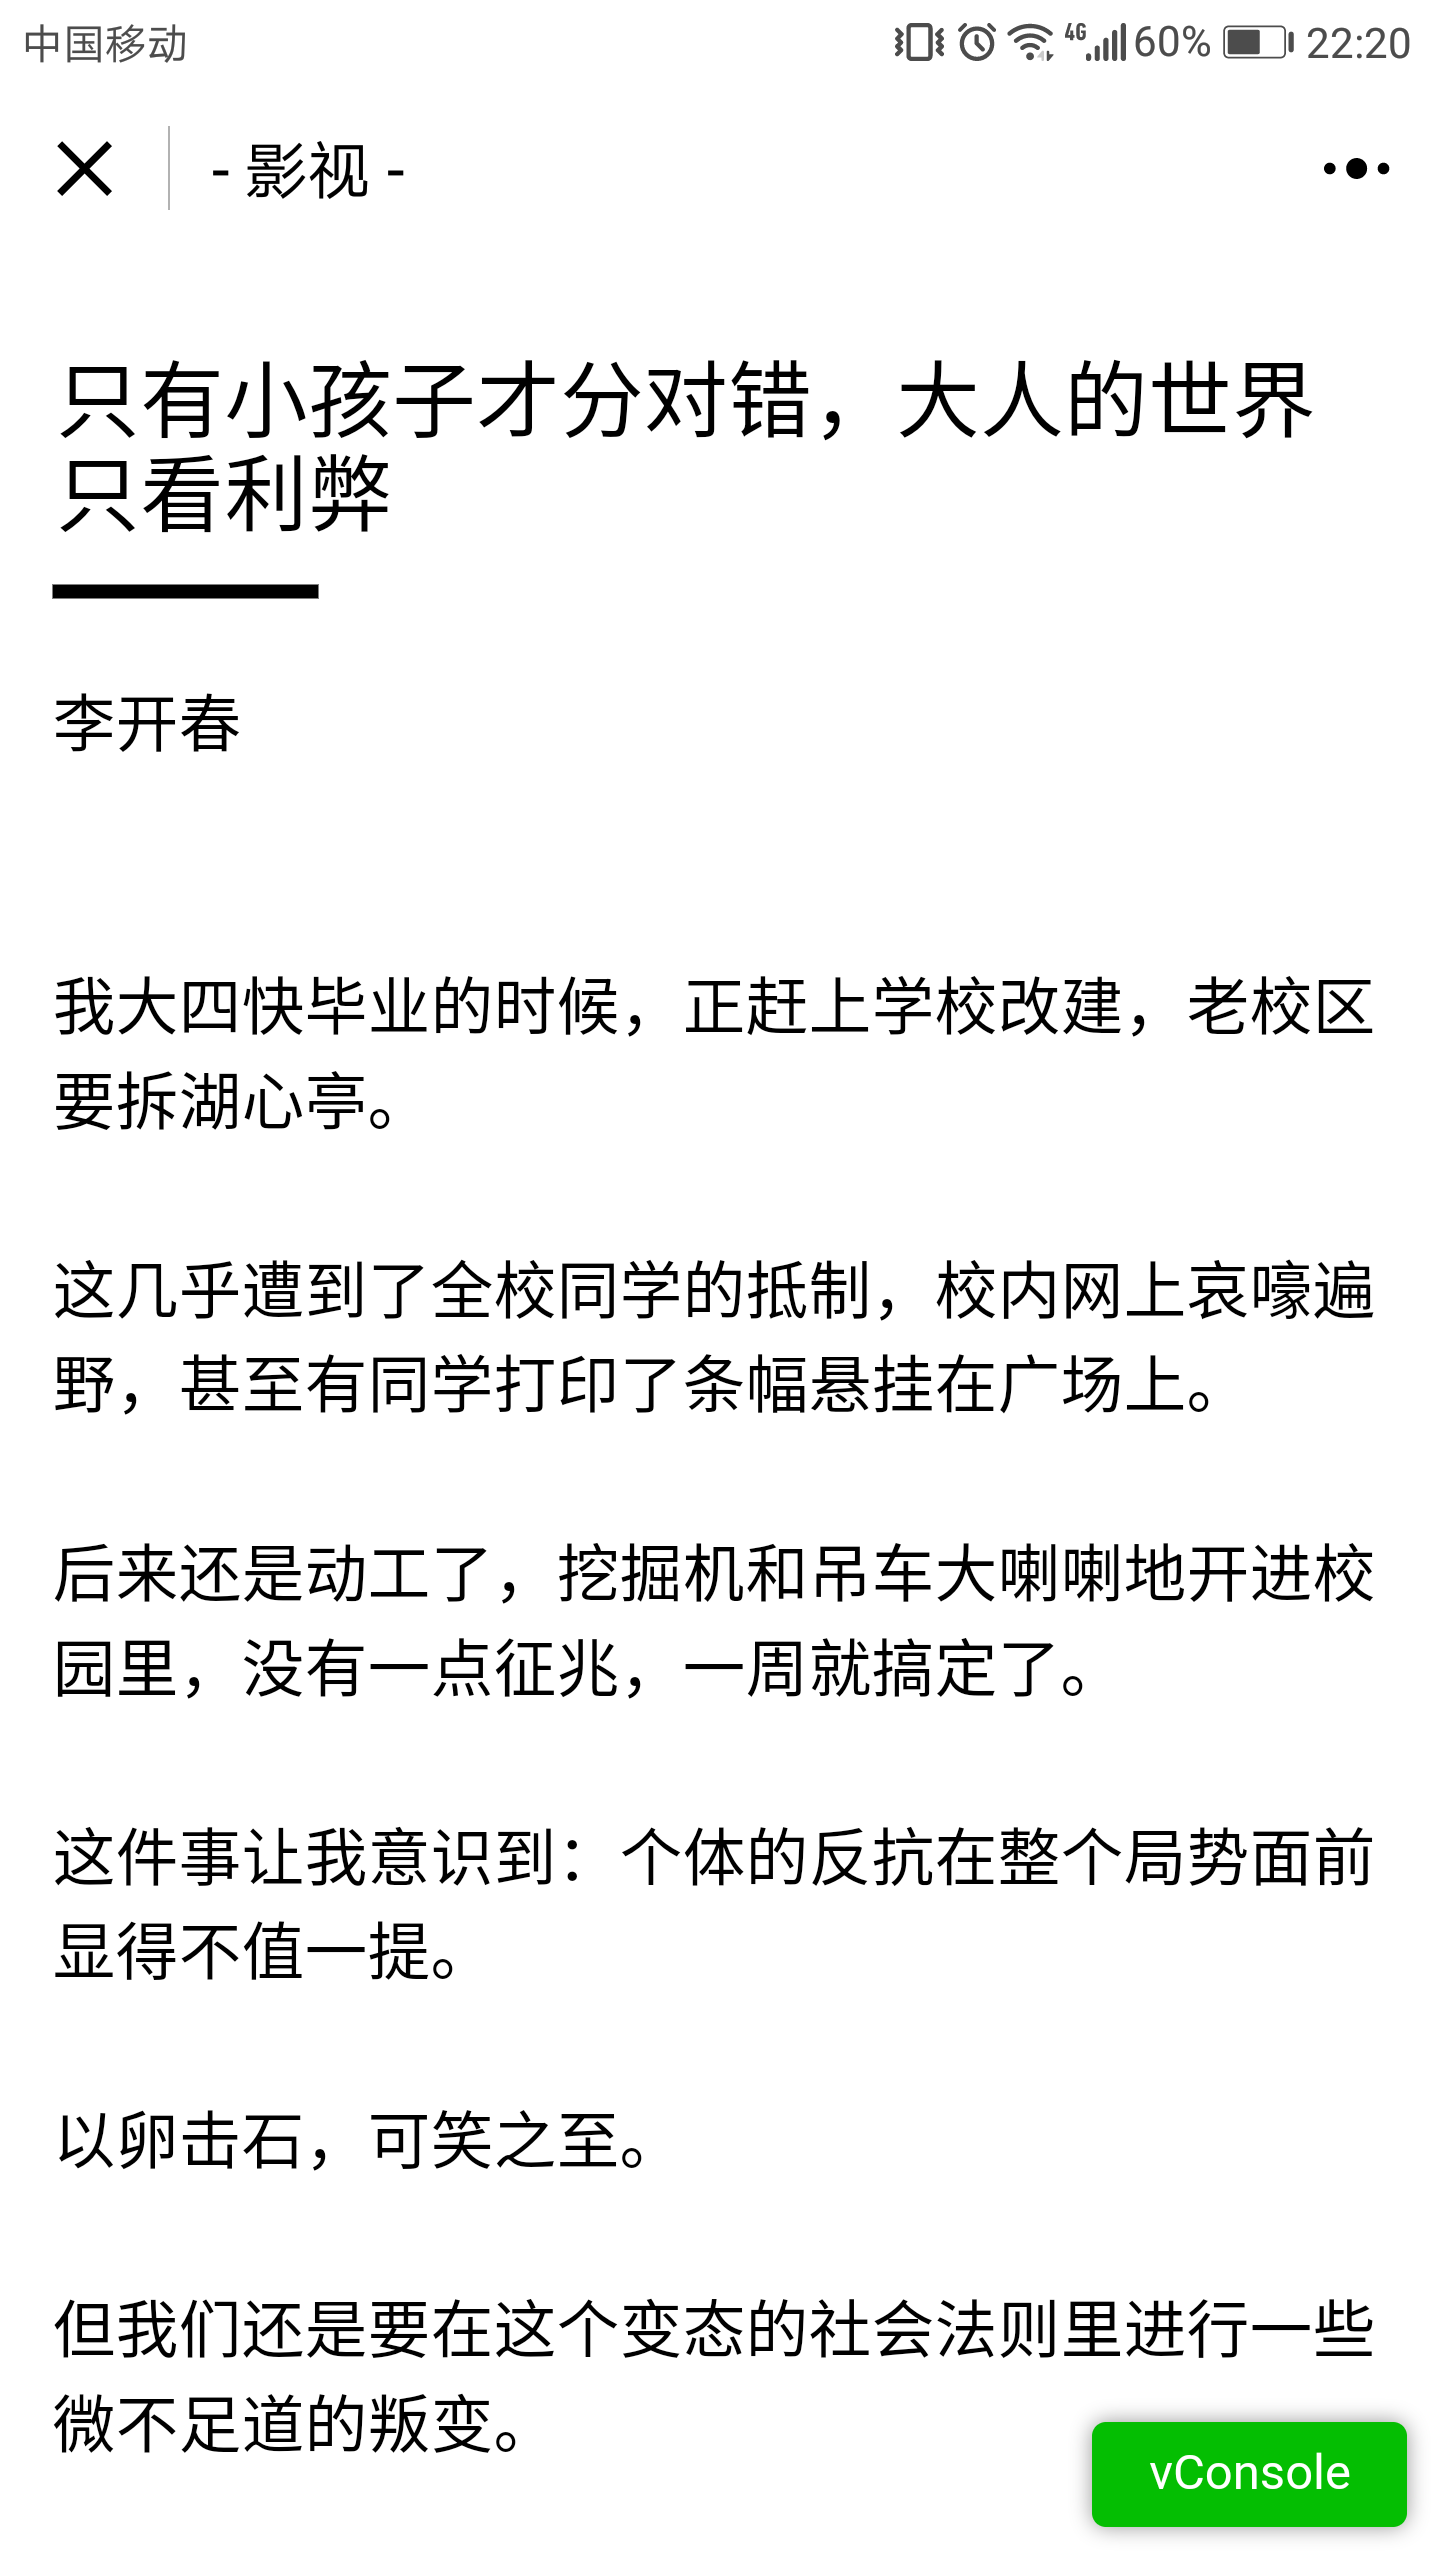 中国移动 4G 60% 22:20
- 影视 -
只有小孩子才分对错，大人的世界
只看利弊
李开春
我大四快毕业的时候，正赶上学校改建，老校区
要拆湖心亭。
这几乎遭到了全校同学的抵制，校内网上哀嚎遍
野，甚至有同学打印了条幅悬挂在广场上。
后来还是动工了，挖掘机和吊车大喇喇地开进校
园里，没有一点征兆，一周就搞定了。
这件事让我意识到：个体的反抗在整个局势面前
显得不值一提。
以卵击石，可笑之至。
但我们还是要在这个变态的社会法则里进行一些
微不足道的叛变。
vConsole